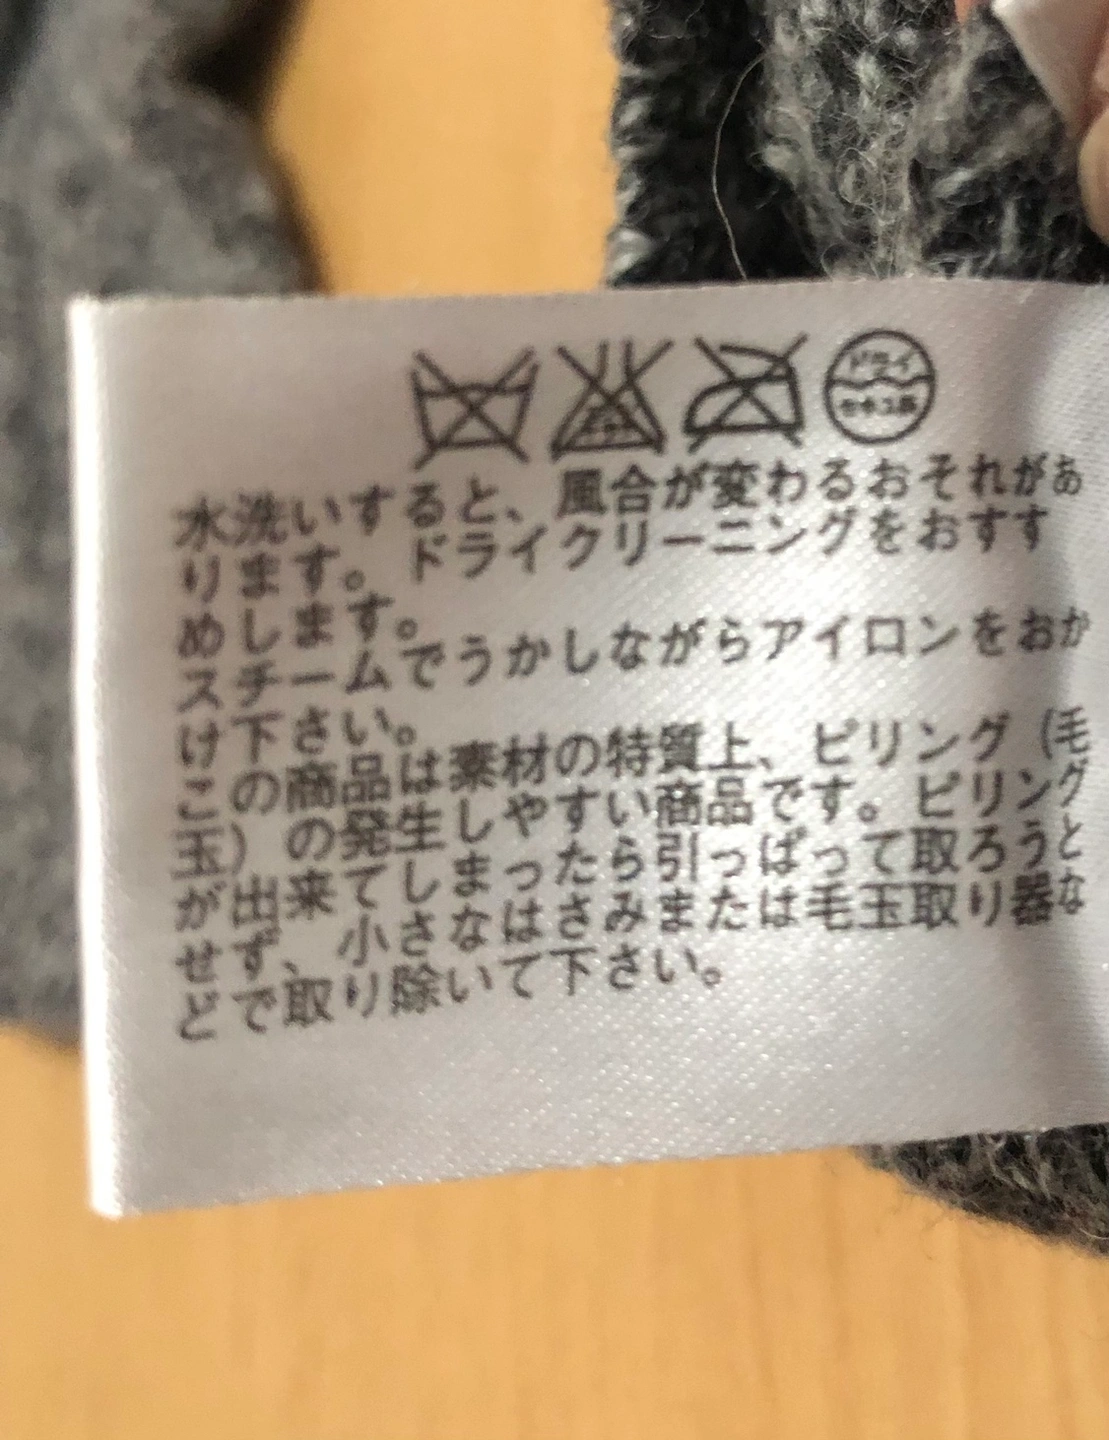 ドライ
セキユ系
水洗いすると、風合が変わるおそれがあ
ります。ドライクリーニングをおすす
めします。
スチームでうかしながらアイロンをおか
け下さい。
この商品は素材の特質上、ピリング（毛
玉）の発生しやすい商品です。ピリング
が出来てしまったら引っぱって取ろうと
せず、小さなはさみまたは毛玉取り器な
どで取り除いて下さい。